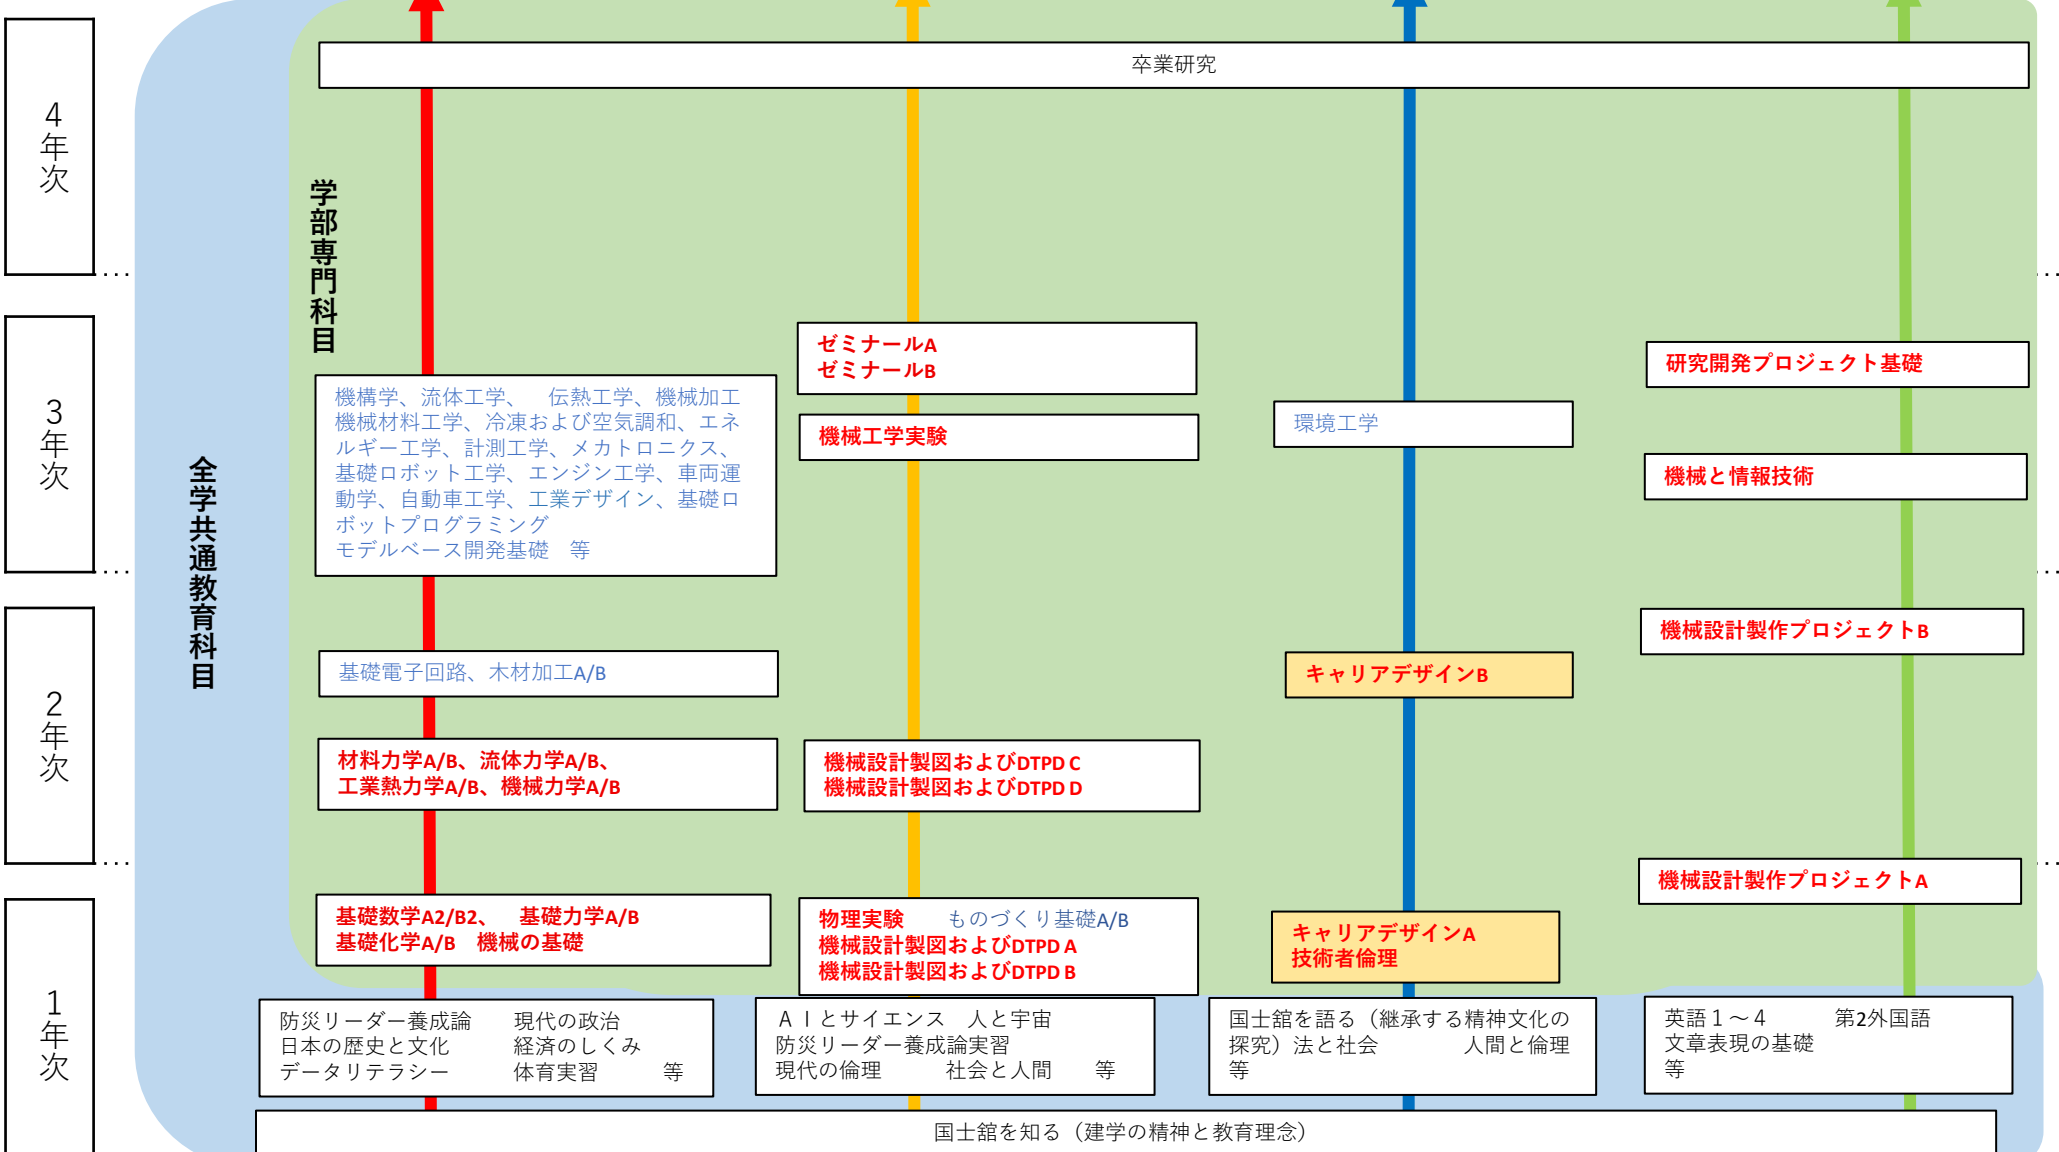 卒業研究
4年次
学部専門科目
ゼミナールA
ゼミナールB
研究開発プロジェクト基礎
機構学、流体工学、　伝熱工学、機械加工
機械材料工学、冷凍および空気調和、エネ
ルギー工学、計測工学、メカトロニクス、
基礎ロボット工学、エンジン工学、車両運
動学、自動車工学、工業デザイン、基礎ロ
ボットプログラミング
モデルベース開発基礎　等
機械工学実験
環境工学
機械と情報技術
3年次
全学共通教育科目
機械設計製作プロジェクトB
基礎電子回路、木材加工A/B
キャリアデザインB
2年次
材料力学A/B、流体力学A/B、
工業熱力学A/B、機械力学A/B
機械設計製図およびDTPD C
機械設計製図およびDTPD D
機械設計製作プロジェクトA
基礎数学A2/B2、　基礎力学A/B
基礎化学A/B　機械の基礎
物理実験　　ものづくり基礎A/B
機械設計製図およびDTPD A
機械設計製図およびDTPD B
キャリアデザインA
技術者倫理
1年次
防災リーダー養成論　　現代の政治
日本の歴史と文化　　　経済のしくみ
データリテラシー　　　体育実習　　　等
ＡＩとサイエンス　人と宇宙
防災リーダー養成論実習
現代の倫理　　　社会と人間　　等
国士舘を語る（継承する精神文化の
探究）法と社会　　　　人間と倫理
等
英語１～４　　第2外国語
文章表現の基礎
等
国士舘を知る（建学の精神と教育理念）